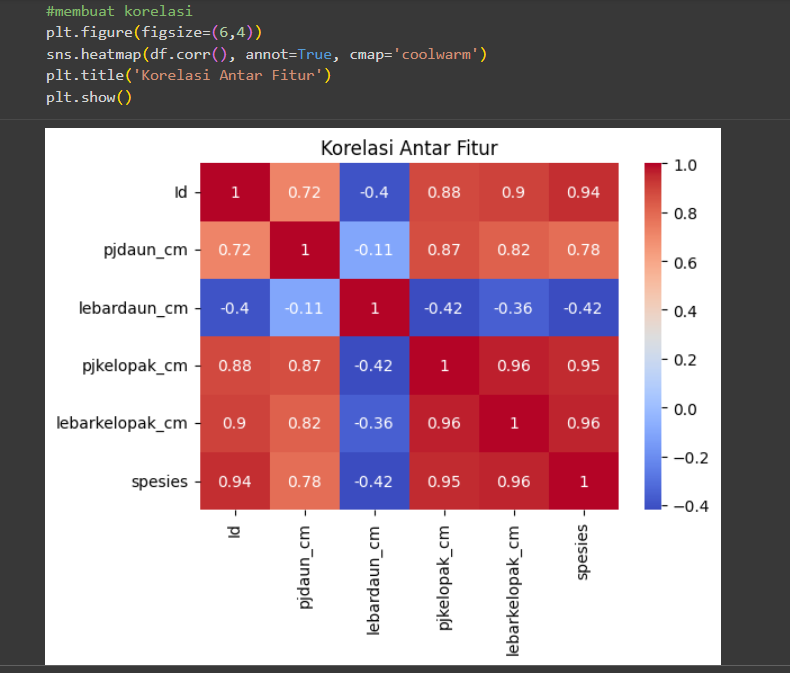 #membuat korelasi
plt.figure(figsize=(6,4))
sns.heatmap(df.corr(), annot=True, cmap='coolwarm')
plt.title('Korelasi Antar Fitur')
plt.show()
Korelasi Antar Fitur
Id 1 0.72 -0.4 0.88 0.9 0.94
pjdaun_cm 0.72 1 -0.11 0.87 0.82 0.78
lebardaun_cm -0.4 -0.11 1 -0.42 -0.36 -0.42
pjkelopak_cm 0.88 0.87 -0.42 1 0.96 0.95
lebarkelopak_cm 0.9 0.82 -0.36 0.96 1 0.96
spesies 0.94 0.78 -0.42 0.95 0.96 1
Id
pjdaun_cm
lebardaun_cm
pjkelopak_cm
lebarkelopak_cm
spesies
1.0
0.8
0.6
0.4
0.2
0.0
−0.2
−0.4